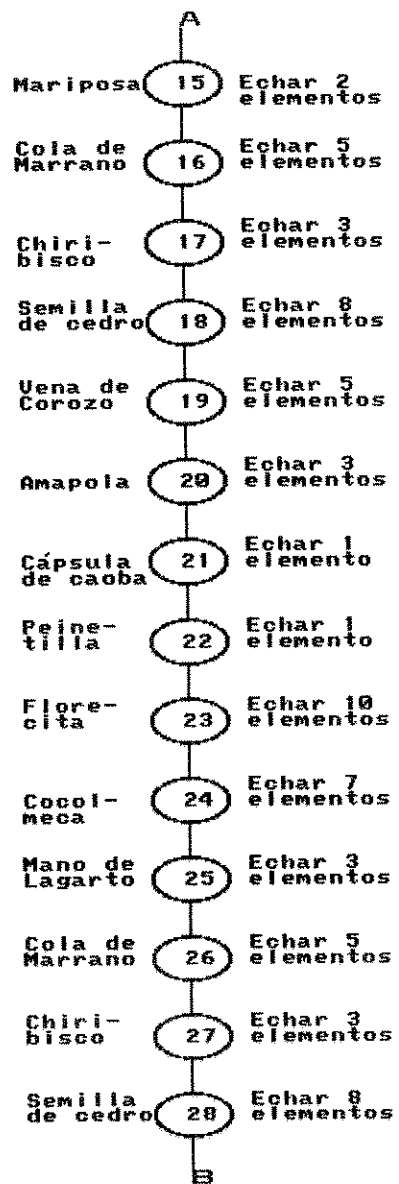 A
Mariposa 15 Echar 2
elementos
Cola de 16 Echar 5
Marrano elementos
Chiri- 17 Echar 3
bisco elementos
Semilla 18 Echar 8
de cedro elementos
Vena de 19 Echar 5
Corozo elementos
Amapola 20 Echar 3
elementos
Cápsula 21 Echar 1
de caoba elemento
Peine- 22 Echar 1
tilla elemento
Flore- 23 Echar 10
cita elementos
Cocol- 24 Echar 7
meca elementos
Mano de 25 Echar 3
Lagarto elementos
Cola de 26 Echar 5
Marrano elementos
Chiri- 27 Echar 3
bisco elementos
Semilla 28 Echar 8
de cedro elementos
B